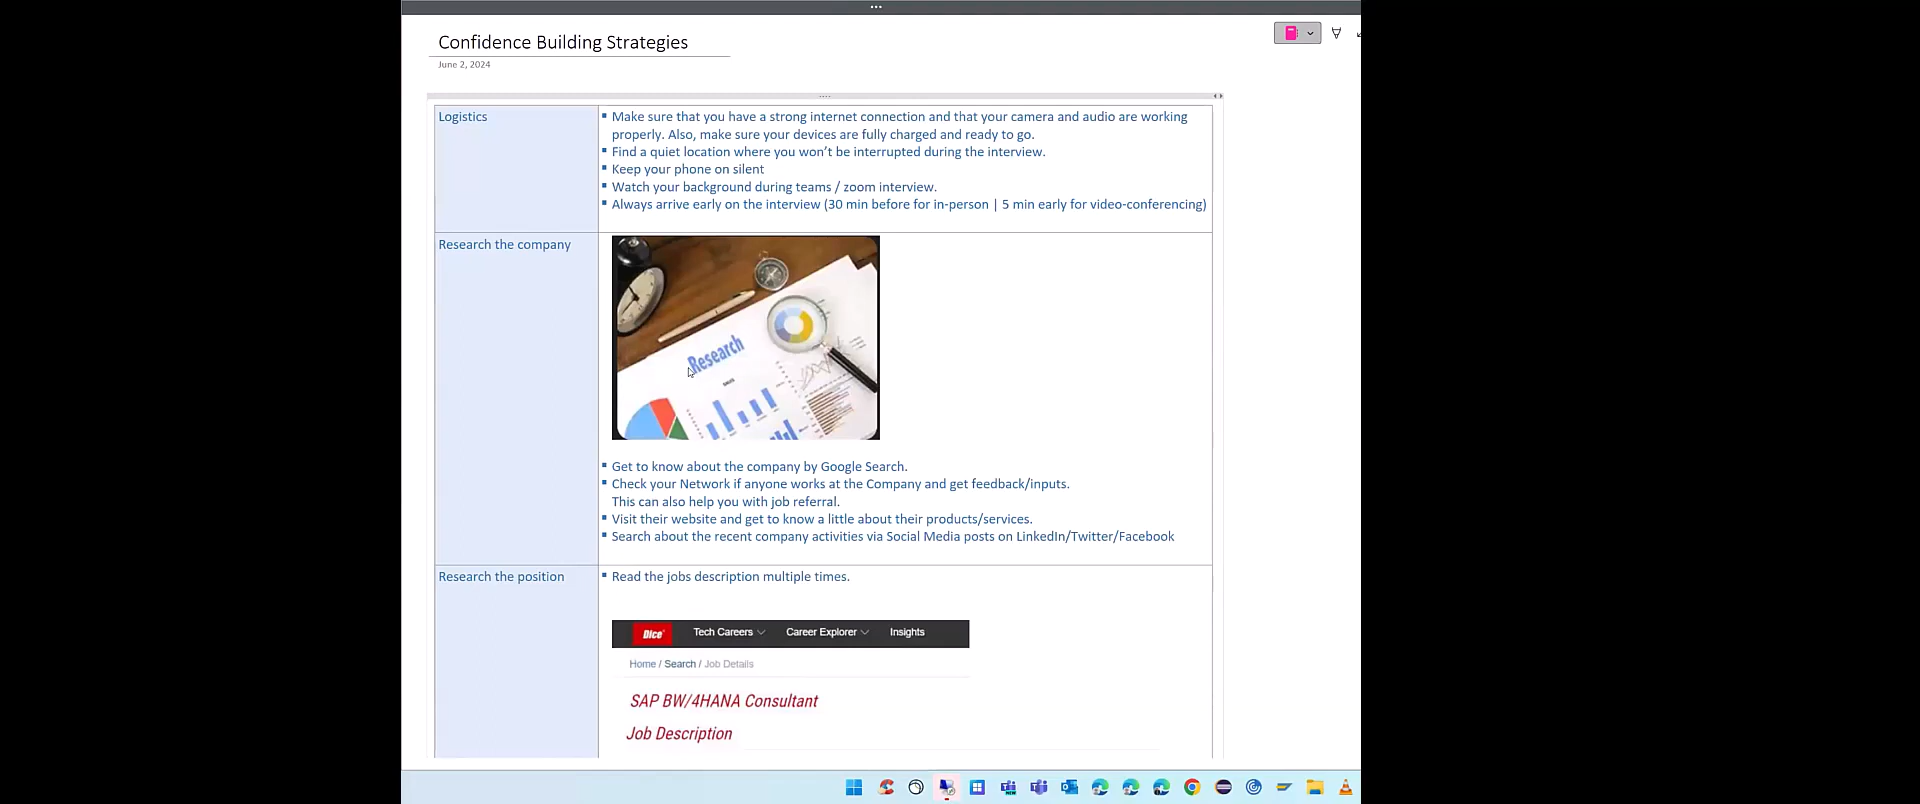 Confidence Building Strategies
June 2, 2024
Logistics
▪ Make sure that you have a strong internet connection and that your camera and audio are working
properly. Also, make sure your devices are fully charged and ready to go.
▪ Find a quiet location where you won't be interrupted during the interview.
▪ Keep your phone on silent
▪ Watch your background during teams / zoom interview.
▪ Always arrive early on the interview (30 min before for in-person | 5 min early for video-conferencing)
Research the company
Research
▪ Get to know about the company by Google Search.
▪ Check your Network if anyone works at the Company and get feedback/inputs.
This can also help you with job referral.
▪ Visit their website and get to know a little about their products/services.
▪ Search about the recent company activities via Social Media posts on LinkedIn/Twitter/Facebook
Research the position
▪ Read the jobs description multiple times.
Dice Tech Careers Career Explorer Insights
Home / Search / Job Details
SAP BW/4HANA Consultant
Job Description